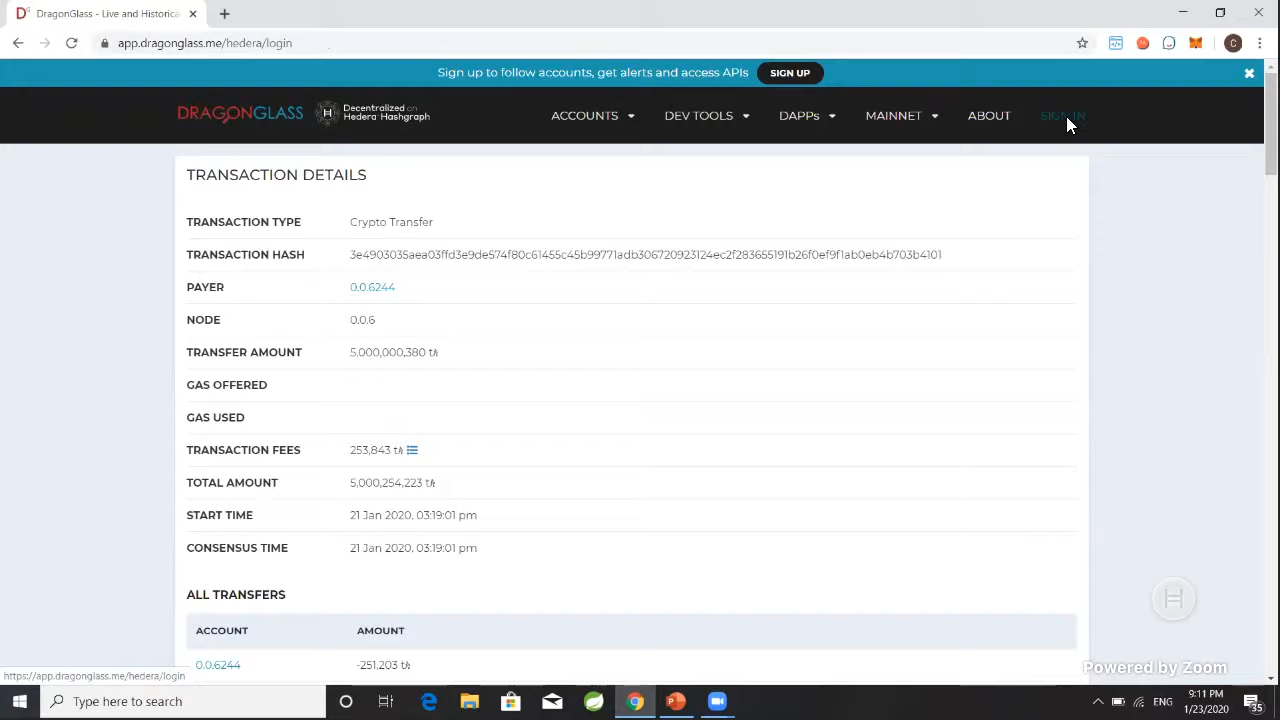 DragonGlass - Live and Historica
app.dragonglass.me/hedera/login
Sign up to follow accounts, get alerts and access APIs
SIGN UP
DRAGONGLASS
Decentralized on
Hedera Hashgraph
ACCOUNTS
DEV TOOLS
DAPPs
MAINNET
ABOUT
SIGN IN
TRANSACTION DETAILS
TRANSACTION TYPE Crypto Transfer
TRANSACTION HASH 3e4903035aea03ffd3e9de574f80c61455c45b99771adb306720923124ec2f283655191b26f0ef9f1ab0eb4b703b4101
PAYER 0.0.6244
NODE 0.0.6
TRANSFER AMOUNT 5,000,000,380 tℏ
GAS OFFERED
GAS USED
TRANSACTION FEES 253,843 tℏ
TOTAL AMOUNT 5,000,254,223 tℏ
START TIME 21 Jan 2020, 03:19:01 pm
CONSENSUS TIME 21 Jan 2020, 03:19:01 pm
ALL TRANSFERS
ACCOUNT AMOUNT
0.0.6244 -251,203 tℏ
https://app.dragonglass.me/hedera/login
Powered by Zoom
Type here to search
ENG
9:11 PM
1/23/2020
35